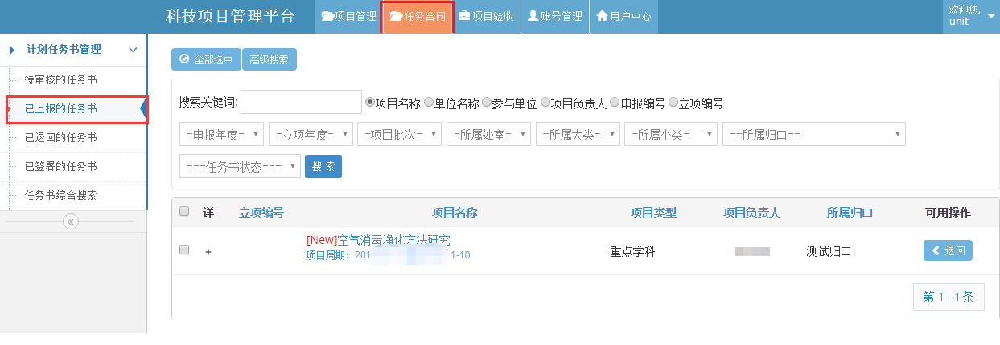 科技项目管理平台 项目管理 任务合同 项目验收 账号管理 用户中心 欢迎您, unit
计划任务书管理
待审核的任务书
已上报的任务书
已退回的任务书
已签署的任务书
任务书综合搜索
全部选中 高级搜索
搜索关键词: 项目名称 单位名称 参与单位 项目负责人 申报编号 立项编号
=申报年度= =立项年度= =项目批次= =所属处室= =所属大类= =所属小类= ==所属归口==
===任务书状态=== 搜 索
详 立项编号 项目名称 项目类型 项目负责人 所属归口 可用操作
+ [New]空气消毒净化方法研究 重点学科 测试归口 退回
项目周期: 201 1-10
第 1 - 1 条